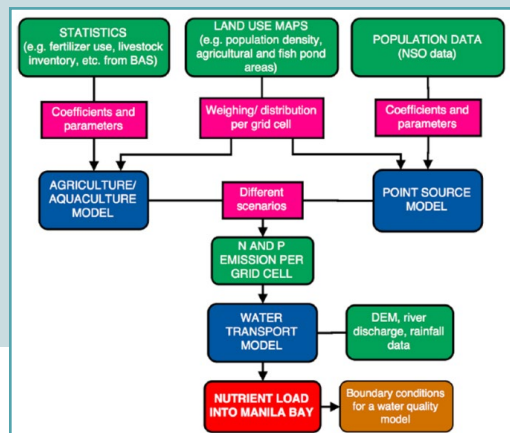 STATISTICS
(e.g. fertilizer use, livestock
inventory, etc. from BAS)
LAND USE MAPS
(e.g. population density,
agricultural and fish pond
areas)
POPULATION DATA
(NSO data)
Coefficients and
parameters
Weighing/ distribution
per grid cell
Coefficients and
parameters
AGRICULTURE/
AQUACULTURE
MODEL
Different
scenarios
POINT SOURCE
MODEL
N AND P
EMISSION PER
GRID CELL
WATER
TRANSPORT
MODEL
DEM, river
discharge, rainfall
data
NUTRIENT LOAD
INTO MANILA BAY
Boundary conditions
for a water quality
model